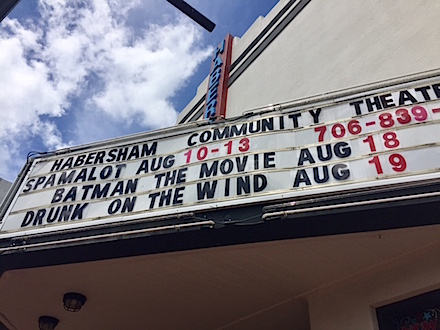 HABERSHAM COMMUNITY THEATE
SPAMALOT AUG 10-13 706-839-
BATMAN THE MOVIE AUG 18
DRUNK ON THE WIND AUG 19